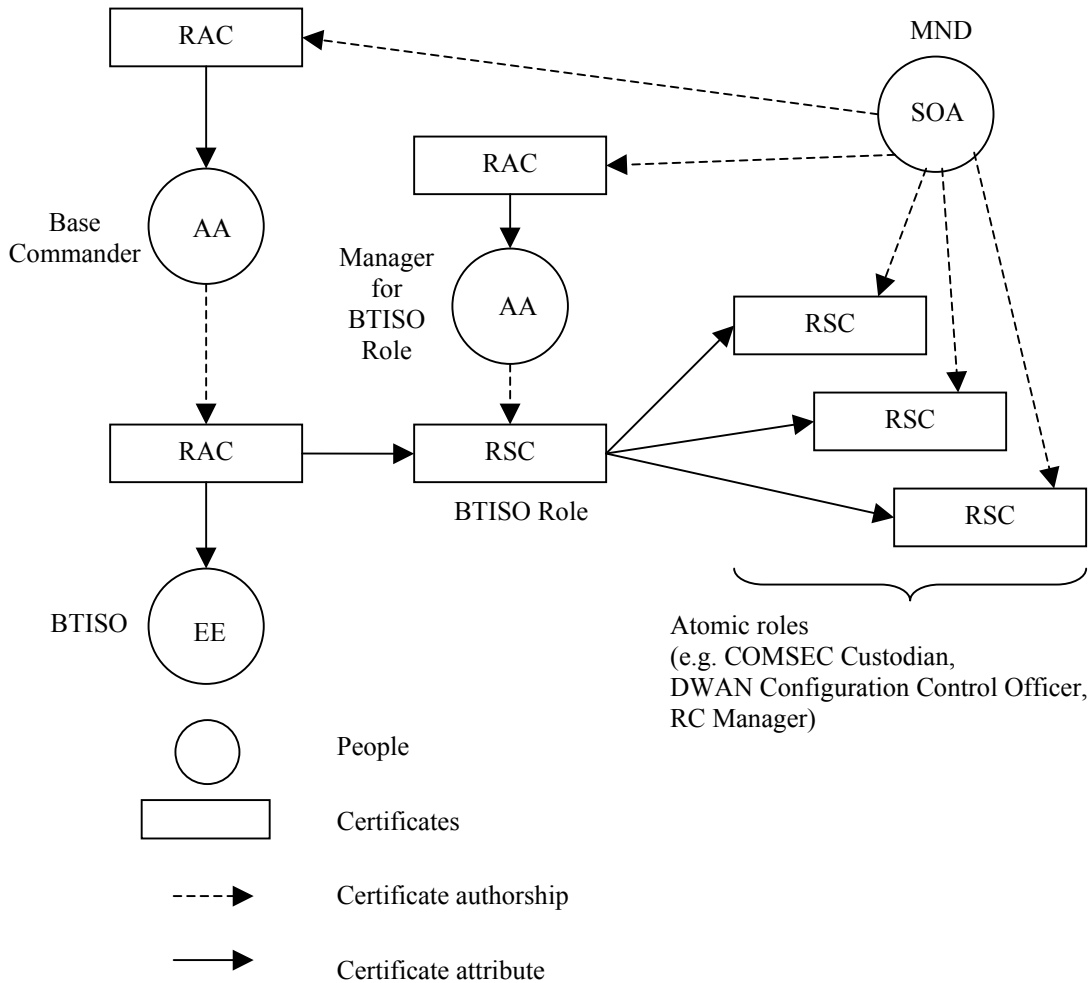 MND
RAC
SOA
RAC
Base
Commander
AA
Manager
for
BTISO
Role
AA
RSC
RSC
RAC
RSC
BTISO Role
RSC
BTISO
EE
Atomic roles
(e.g. COMSEC Custodian,
DWAN Configuration Control Officer,
RC Manager)
People
Certificates
Certificate authorship
Certificate attribute